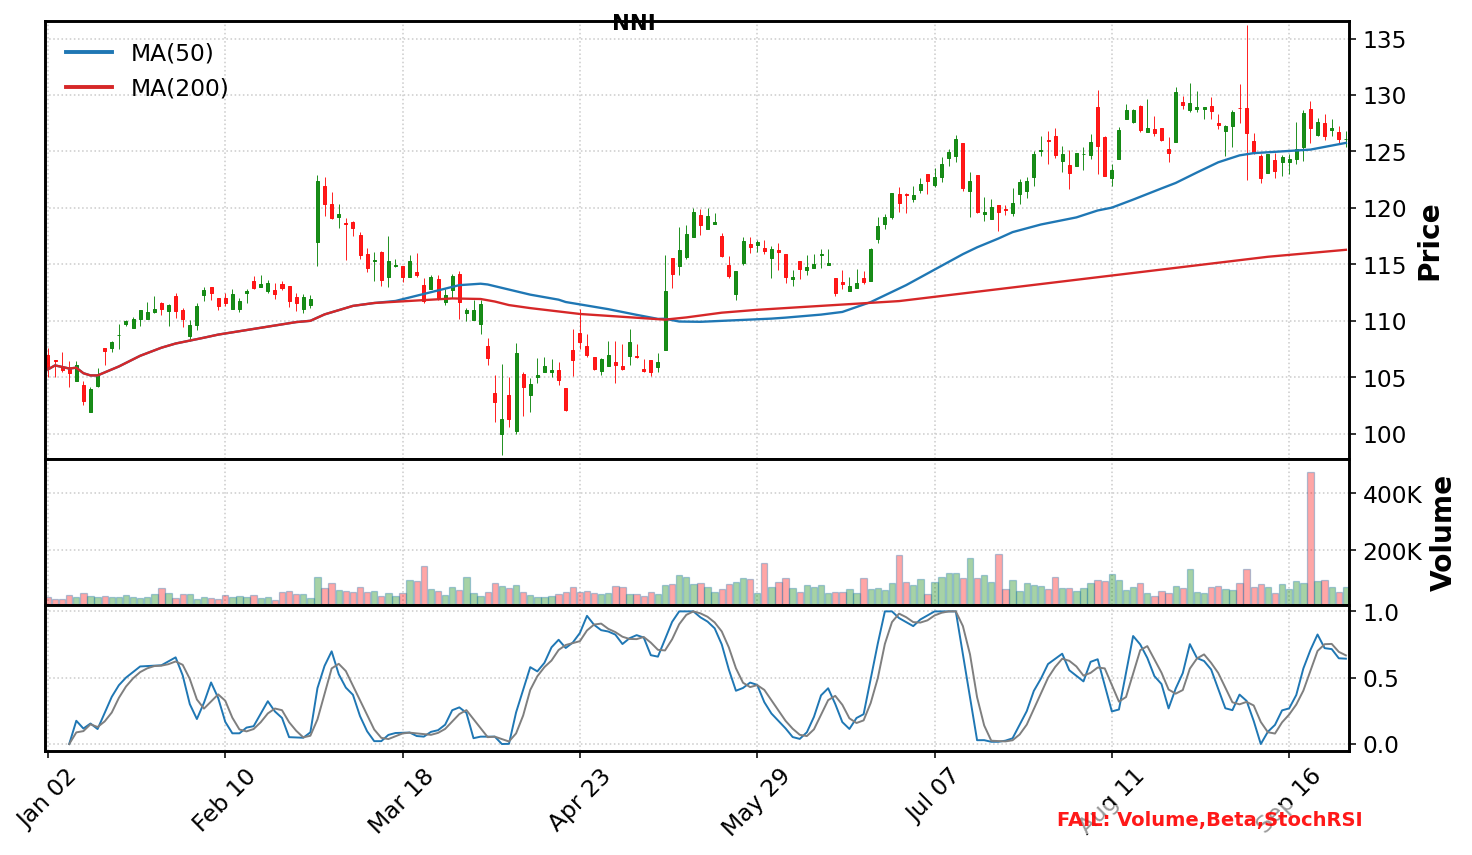 NNI
MA(50)
MA(200)
135
130
125
120
115
110
105
100
Price
400K
200K
Volume
1.0
0.5
0.0
Jan 02
Feb 10
Mar 18
Apr 23
May 29
Jul 07
Aug 11
Sep 16
FAIL: Volume,Beta,StochRSI